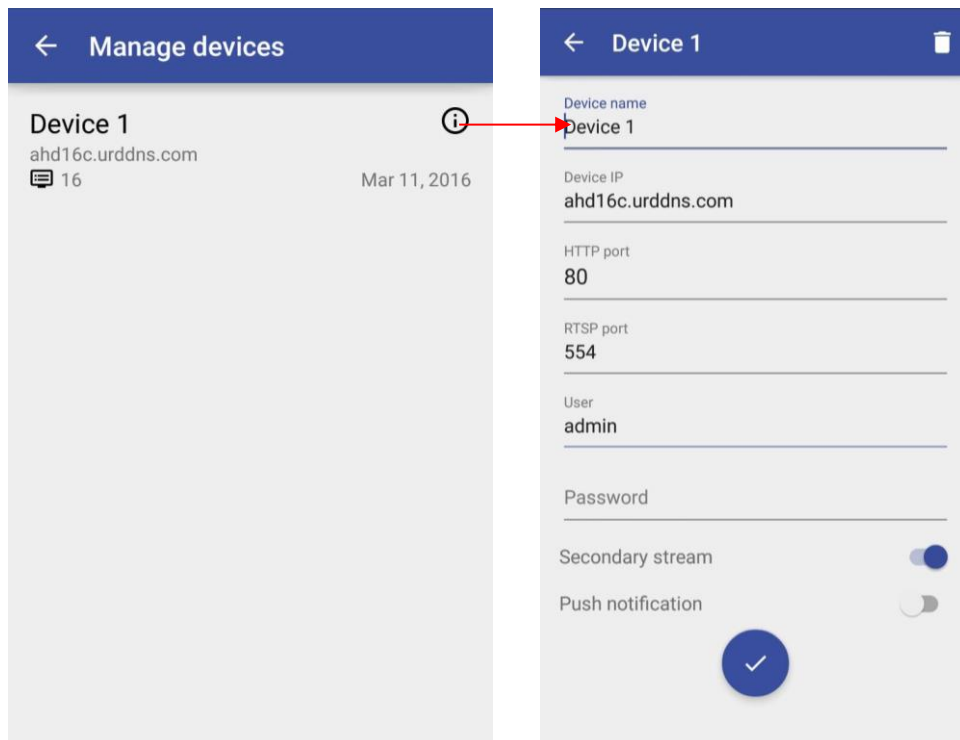 Manage devices
Device 1
ahd16c.urddns.com
16
Mar 11, 2016
Device 1
Device name
Device 1
Device IP
ahd16c.urddns.com
HTTP port
80
RTSP port
554
User
admin
Password
Secondary stream
Push notification